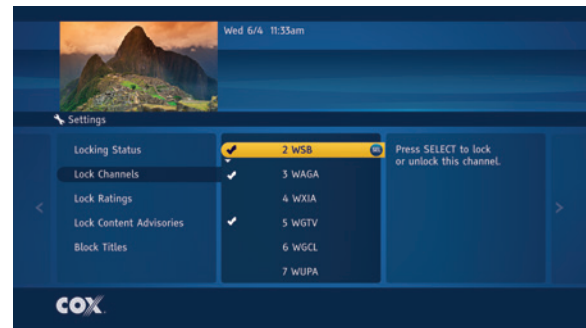 Wed 6/4 11:33am
Settings
Locking Status
Lock Channels
Lock Ratings
Lock Content Advisories
Block Titles
2 WSB
3 WAGA
4 WXIA
5 WGTV
6 WGCL
7 WUPA
Press SELECT to lock
or unlock this channel.
COX